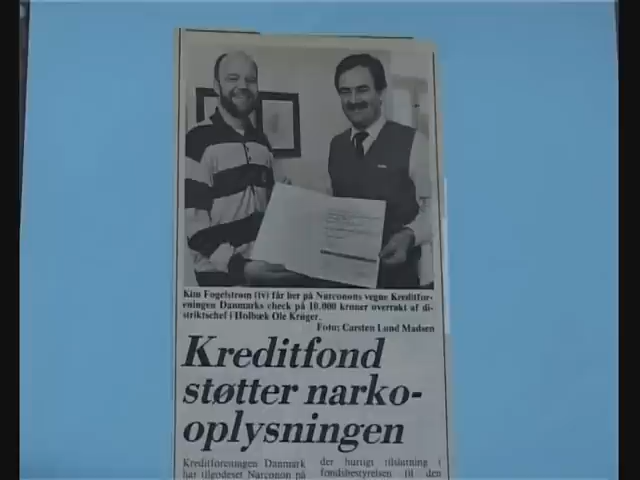 Kim Fogelstrøm (tv) får her på Narconons vegne Kreditfor-
eningen Danmarks check på 10.000 kroner overrakt af di-
striktschef i Holbæk Ole Krüger.
Foto: Carsten Lund Madsen
Kreditfond
støtter narko-
oplysningen
Kreditforeningen Danmark
har tilgodeset Narconon på
der hurtigt tilslutning i
fondsbestyrelsen til den